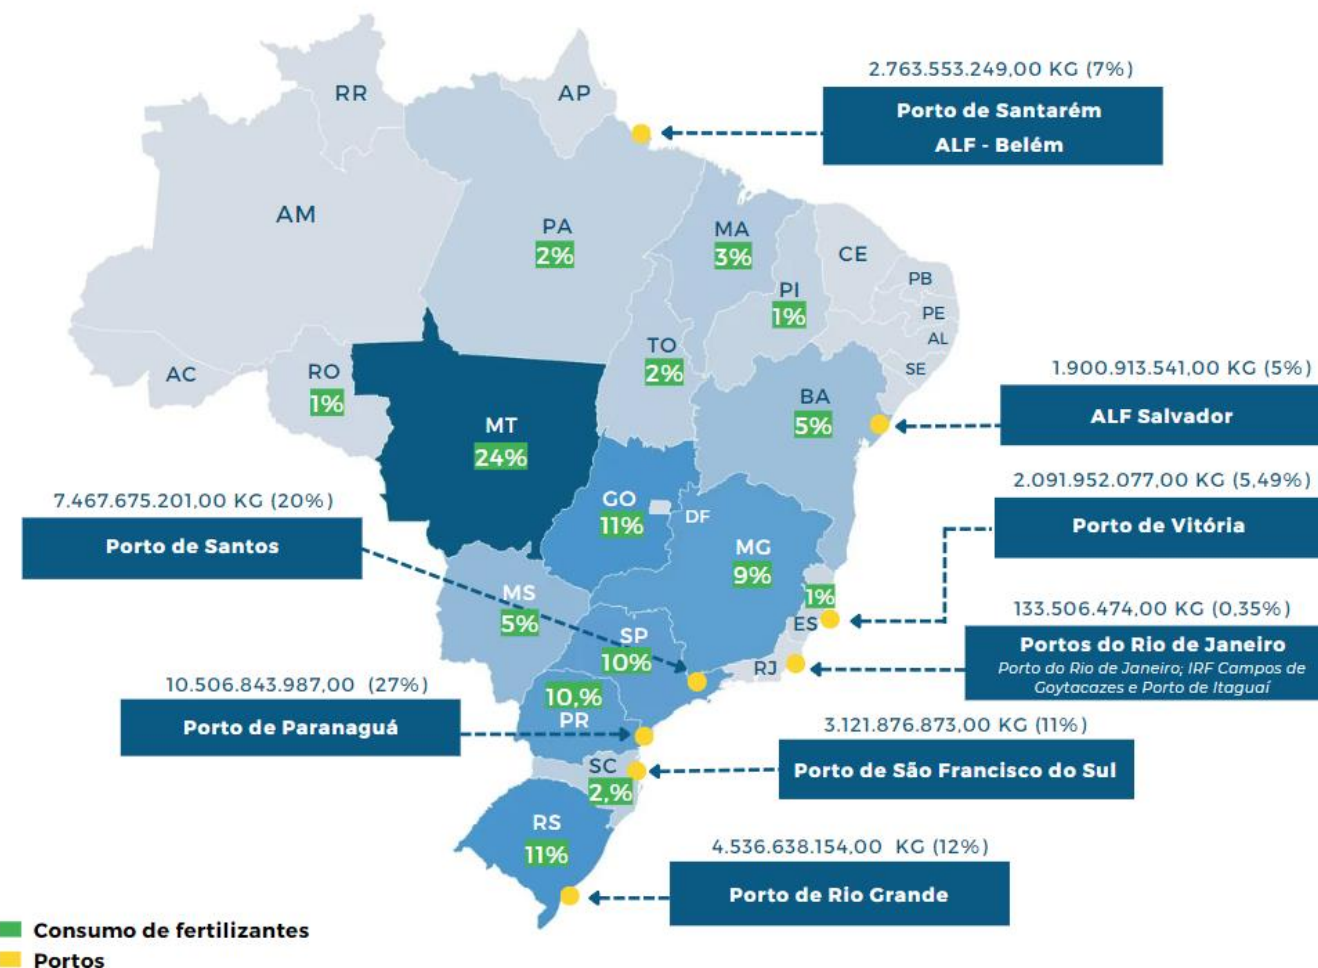 2.763.553.249,00 KG (7%)
Porto de Santarém
ALF - Belém
RR
AP
AM
PA
2%
MA
3%
CE
PI
1%
PB
PE
AL
SE
TO
2%
AC
RO
1%
MT
24%
BA
5%
1.900.913.541,00 KG (5%)
ALF Salvador
2.091.952.077,00 KG (5,49%)
Porto de Vitória
7.467.675.201,00 KG (20%)
Porto de Santos
GO
11%
DF
MG
9%
MS
5%
1%
ES
133.506.474,00 KG (0,35%)
Portos do Rio de Janeiro
Porto do Rio de Janeiro; IRF Campos de
Goytacazes e Porto de Itaguaí
SP
10%
RJ
10.506.843.987,00 (27%)
Porto de Paranaguá
10,%
PR
3.121.876.873,00 KG (11%)
Porto de São Francisco do Sul
SC
2,%
RS
11%
4.536.638.154,00 KG (12%)
Porto de Rio Grande
Consumo de fertilizantes
Portos